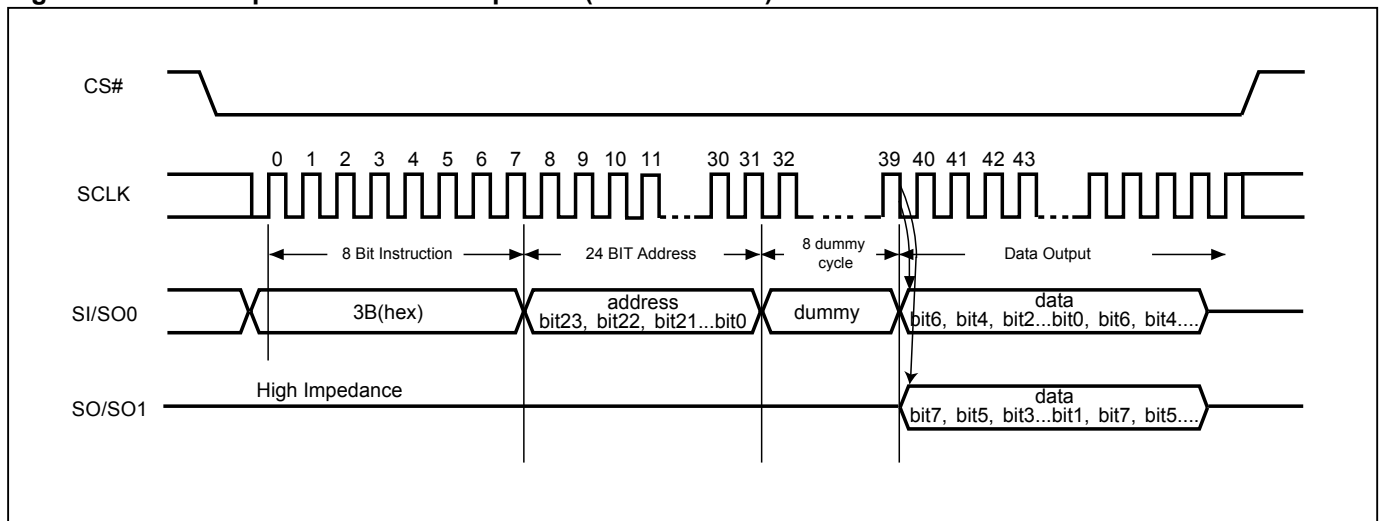 CS#
0 1 2 3 4 5 6 7 8 9 10 11 30 31 32 39 40 41 42 43
SCLK
8 Bit Instruction 24 BIT Address 8 dummy cycle Data Output
SI/SO0
3B(hex)
address
bit23, bit22, bit21...bit0
dummy
data
bit6, bit4, bit2...bit0, bit6, bit4....
High Impedance
SO/SO1
data
bit7, bit5, bit3...bit1, bit7, bit5....